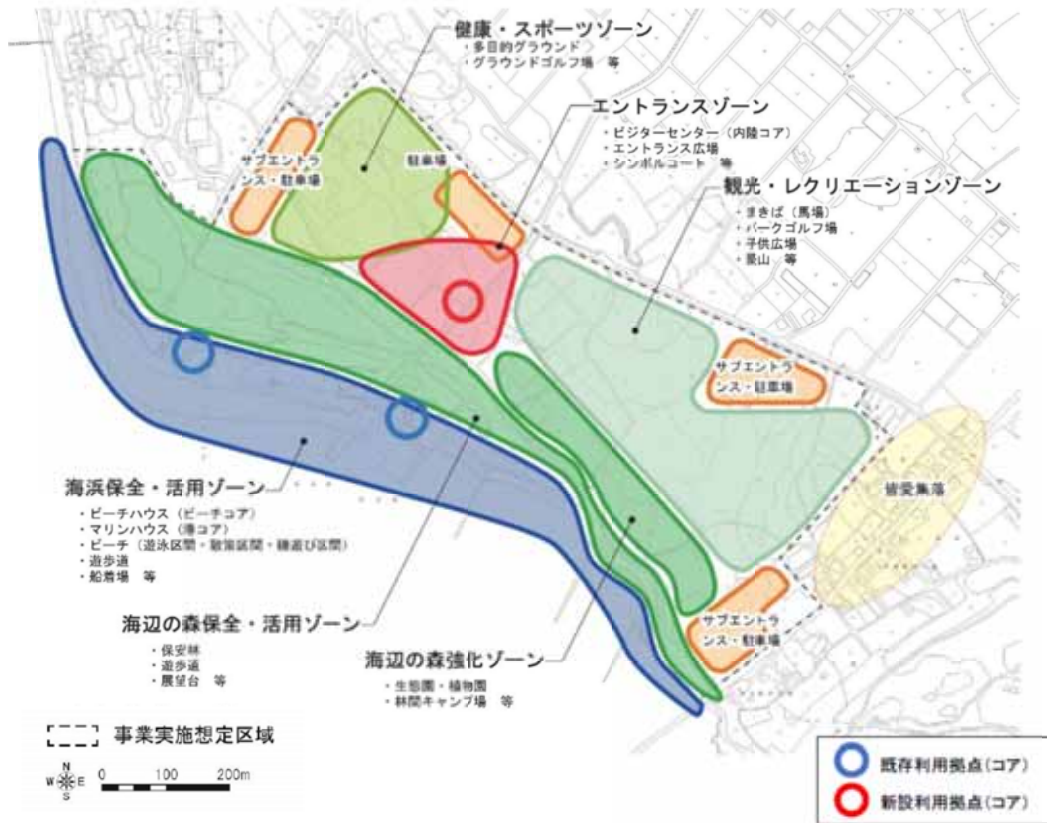 健康・スポーツゾーン
・多目的グラウンド
・グラウンドゴルフ場 等
エントランスゾーン
・ビジターセンター（内陸コア）
・エントランス広場
・シンボルコート 等
観光・レクリエーションゾーン
・まきば（馬場）
・パークゴルフ場
・子供広場
・景山 等
サブエントラ
ンス・駐車場
駐車場
サブエントラ
ンス・駐車場
皆愛集落
海浜保全・活用ゾーン
・ビーチハウス（ビーチコア）
・マリンハウス（港コア）
・ビーチ（遊泳区間・散策区間・磯遊び区間）
・遊歩道
・船着場 等
海辺の森保全・活用ゾーン
・保安林
・遊歩道
・展望台 等
海辺の森強化ゾーン
・生態園・植物園
・林間キャンプ場 等
サブエントラ
ンス・駐車場
事業実施想定区域
N
W E
S
0 100 200m
既存利用拠点(コア)
新設利用拠点(コア)